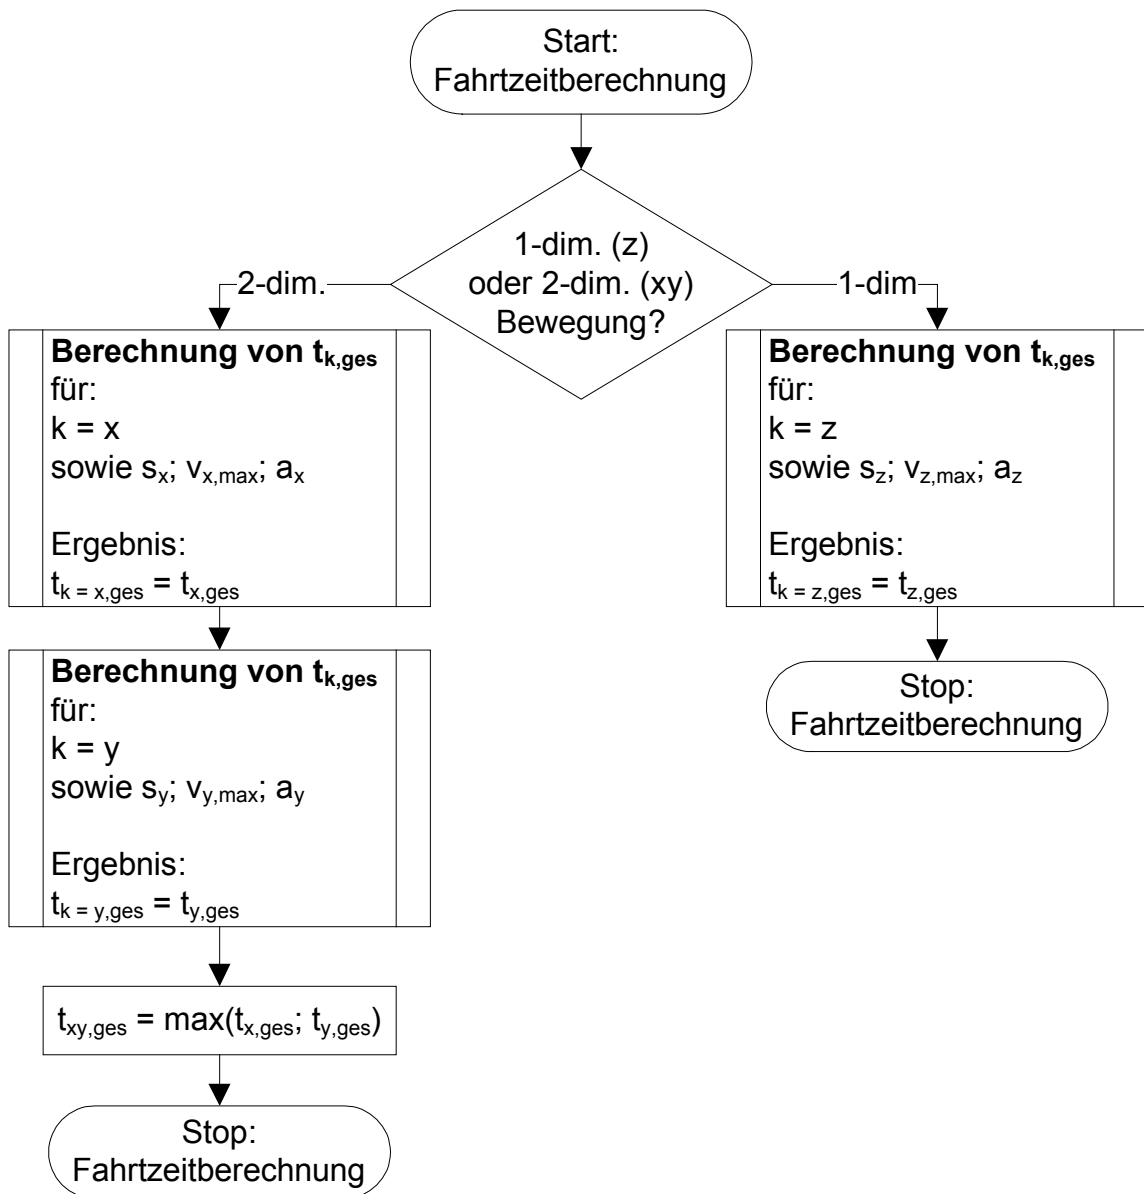 Start:
Fahrtzeitberechnung
1-dim. (z)
oder 2-dim. (xy)
Bewegung?
2-dim.
1-dim
Berechnung von tk,ges
für:
k = x
sowie sx; vx,max; ax
Ergebnis:
tk = x,ges = tx,ges
Berechnung von tk,ges
für:
k = z
sowie sz; vz,max; az
Ergebnis:
tk = z,ges = tz,ges
Berechnung von tk,ges
für:
k = y
sowie sy; vy,max; ay
Ergebnis:
tk = y,ges = ty,ges
Stop:
Fahrtzeitberechnung
txy,ges = max(tx,ges; ty,ges)
Stop:
Fahrtzeitberechnung